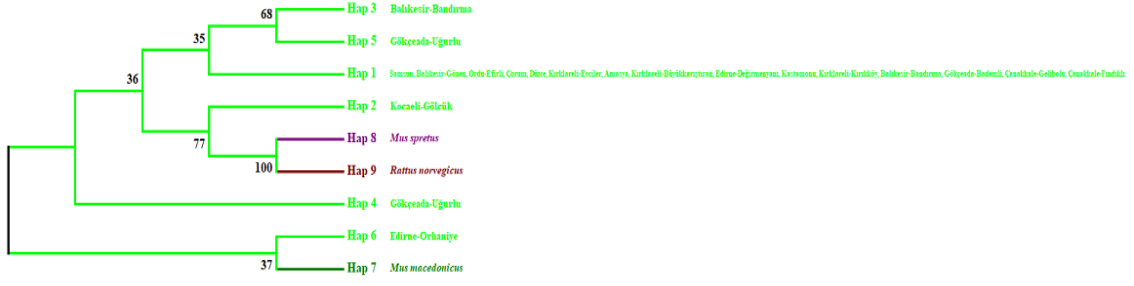 68 Hap 3 Balıkesir-Bandırma
35 Hap 5 Gökçeada-Uğurlu
Hap 1 Samsun, Balıkesir-Gönen, Ordu-Efirli, Çorum, Düzce, Kırklareli-Evciler, Amasya, Kırklareli-Büyükkarıştıran, Edirne-Değirmenyanı, Kastamonu, Kırklareli-Kızılköy, Balıkesir-Bandırma, Gökçeada-Bademli, Çanakkale-Gelibolu, Çanakkale-Fındıklı
36
Hap 2 Kocaeli-Gölcük
77 Hap 8 Mus spretus
100 Hap 9 Rattus norvegicus
Hap 4 Gökçeada-Uğurlu
Hap 6 Edirne-Orhaniye
37 Hap 7 Mus macedonicus